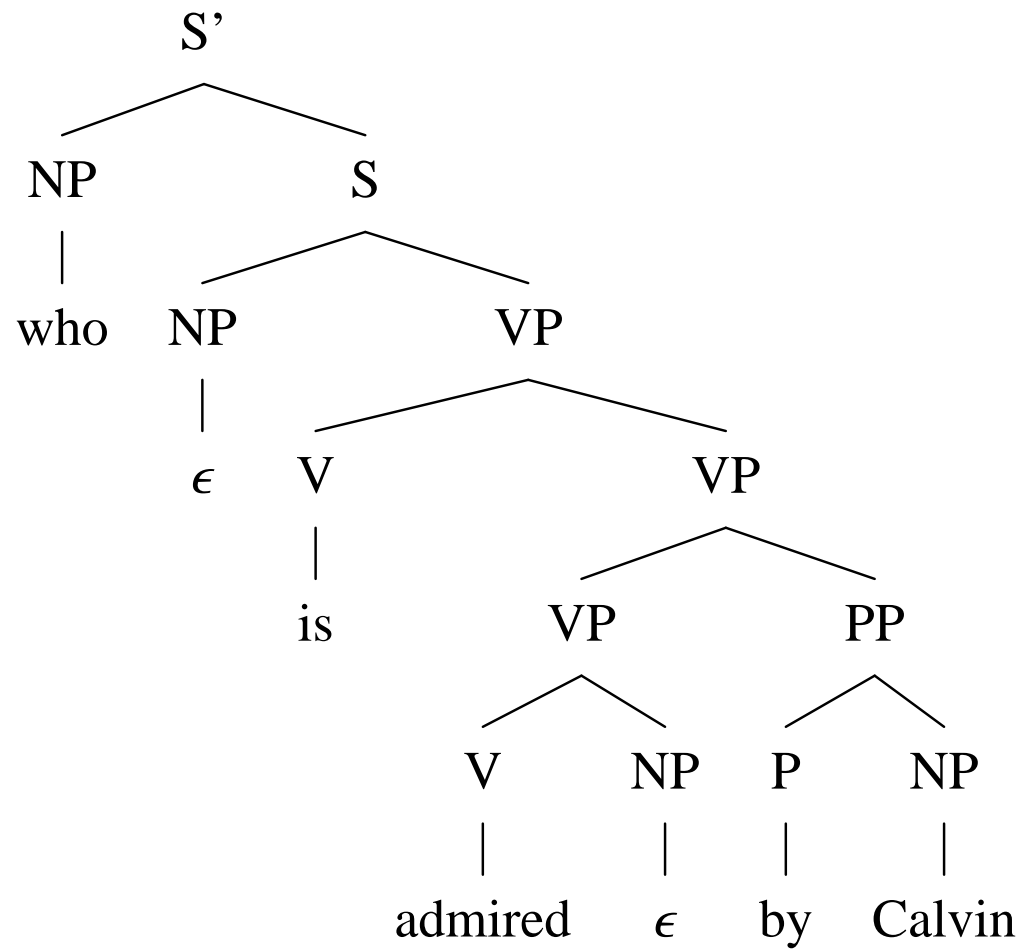 S’
NP S
who NP VP
ϵ V VP
is VP PP
V NP P NP
admired ϵ by Calvin